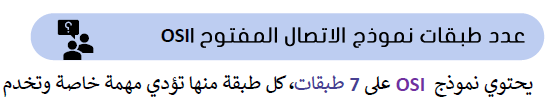 عدد طبقات نموذج الاتصال المفتوح OSI
يحتوي نموذج OSI على 7 طبقات، كل طبقة منها تؤدي مهمة خاصة وتخدم